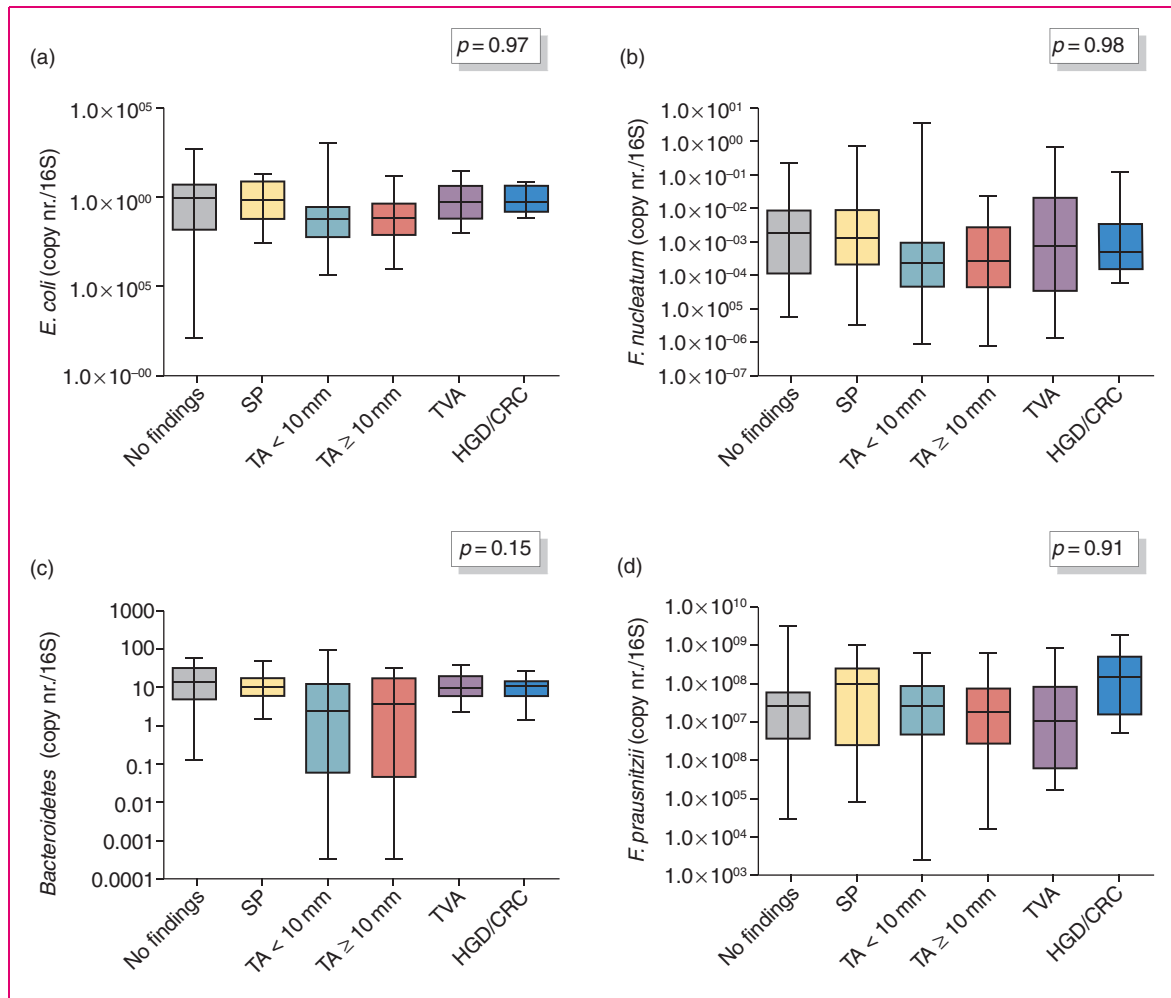 (a)
p = 0.97
E. coli (copy nr./16S)
1.0×10⁰⁵
1.0×10⁰⁰
1.0×10⁰⁵
1.0×10⁻⁰⁰
No findings
SP
TA < 10 mm
TA ≥ 10 mm
TVA
HGD/CRC
(b)
p = 0.98
F. nucleatum (copy nr./16S)
1.0×10⁰¹
1.0×10⁰⁰
1.0×10⁻⁰¹
1.0×10⁻⁰²
1.0×10⁻⁰³
1.0×10⁻⁰⁴
1.0×10⁰⁵
1.0×10⁻⁰⁶
1.0×10⁻⁰⁷
No findings
SP
TA < 10 mm
TA ≥ 10 mm
TVA
HGD/CRC
(c)
p = 0.15
Bacteroidetes (copy nr./16S)
1000
100
10
1
0.1
0.01
0.001
0.0001
No findings
SP
TA < 10 mm
TA ≥ 10 mm
TVA
HGD/CRC
(d)
p = 0.91
F. prausnitzii (copy nr./16S)
1.0×10¹⁰
1.0×10⁰⁹
1.0×10⁰⁸
1.0×10⁰⁷
1.0×10⁰⁸
1.0×10⁰⁵
1.0×10⁰⁴
1.0×10⁰³
No findings
SP
TA < 10 mm
TA ≥ 10 mm
TVA
HGD/CRC